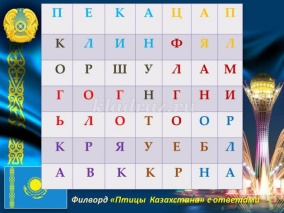 П Е К А Ц А П
К Л И Н Ф Я Л
О Р Ш У Л А М
Г О Г Н Г Н И
Ь Л О Т О О Р
К Р Я У Е Б Л
А В К К Р Н А
Филворд «Птицы Казахстана» с ответами